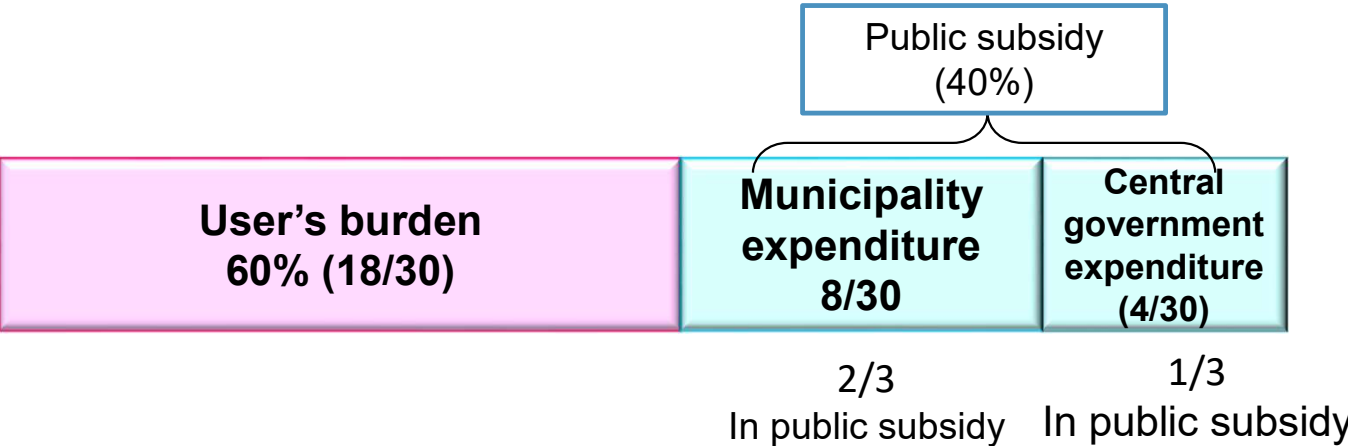 Public subsidy
(40%)
User’s burden
60% (18/30)
Municipality
expenditure
8/30
Central
government
expenditure
(4/30)
2/3
In public subsidy
1/3
In public subsidy